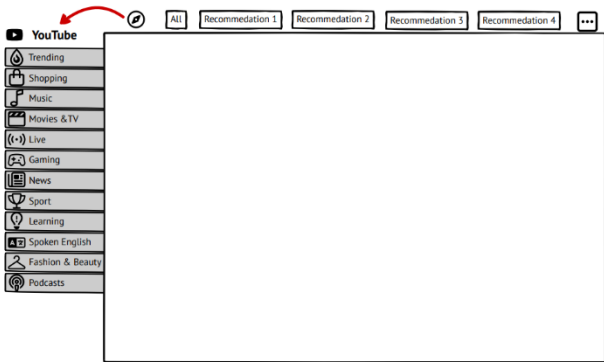 All
Recommedation 1
Recommedation 2
Recommedation 3
Recommedation 4
YouTube
Trending
Shopping
Music
Movies &TV
Live
Gaming
News
Sport
Learning
Spoken English
Fashion & Beauty
Podcasts